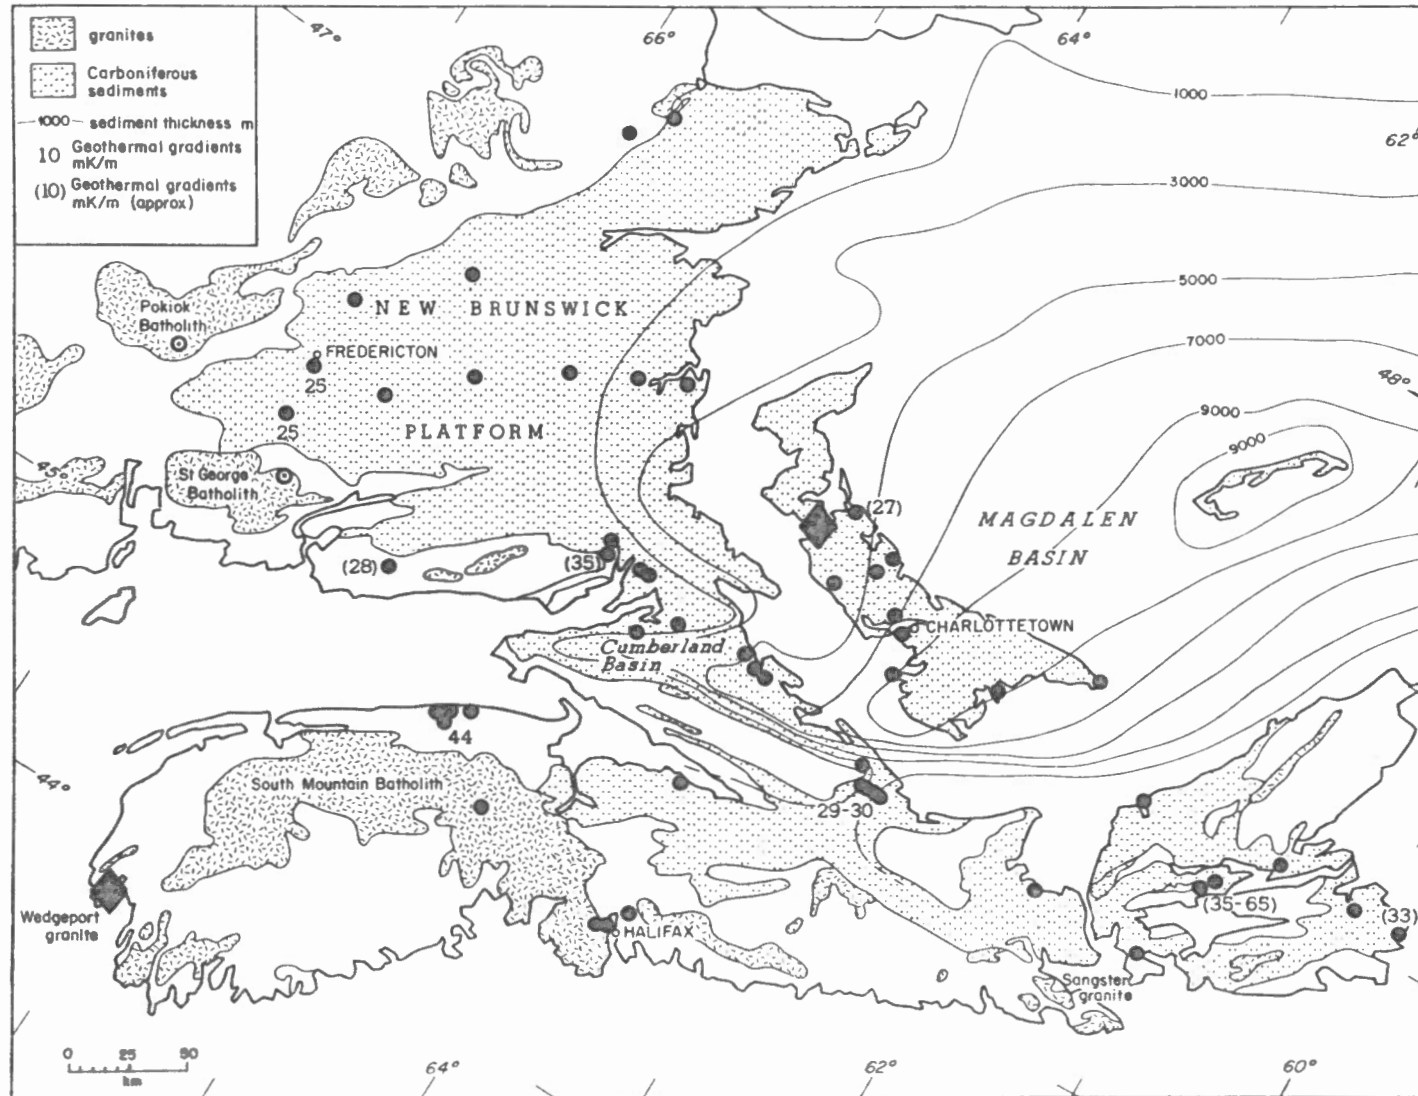 granites
Carboniferous
sediments
1000 sediment thickness m
10 Geothermal gradients
mK/m
(10) Geothermal gradients
mK/m (approx)
47°
66°
64°
62°
1000
3000
5000
7000
48°
9000
9000
Pokiok
Batholith
NEW BRUNSWICK
FREDERICTON
25
25
PLATFORM
45°
St George
Batholith
(27)
MAGDALEN
BASIN
(28)
(35)
CHARLOTTETOWN
Cumberland
Basin
44
44°
South Mountain Batholith
29-30
Wedgeport
granite
HALIFAX
(35-65)
(33)
Sangster
granite
0 25 50
km
64°
62°
60°